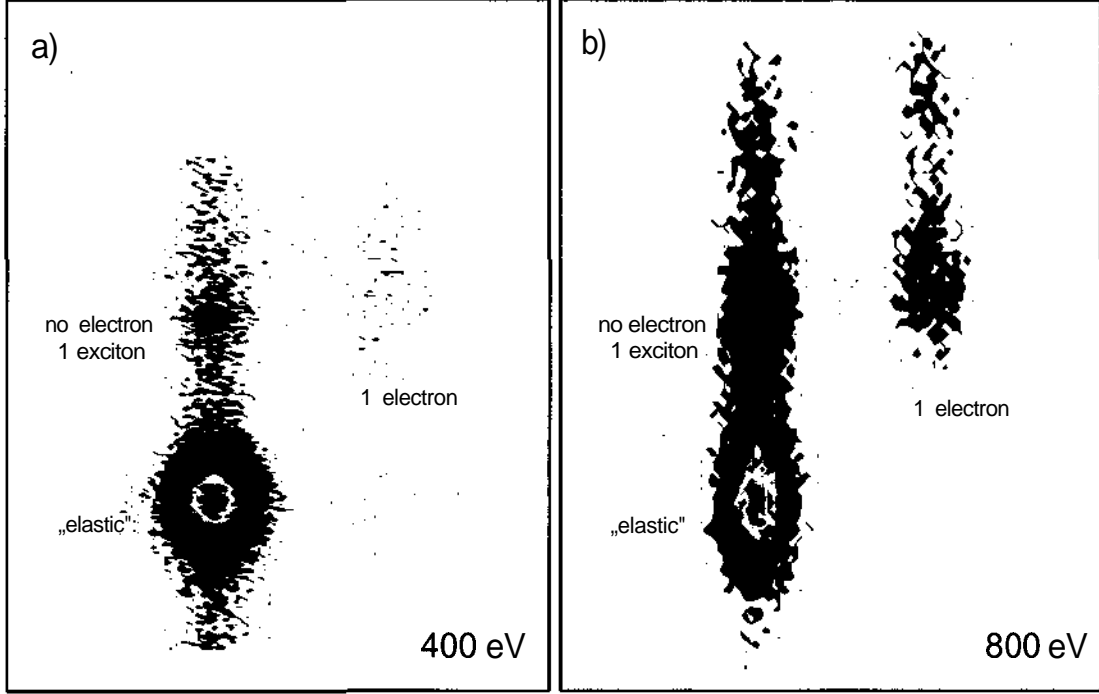 a)
no electron
1 exciton
1 electron
„elastic"
400 eV
b)
no electron
1 exciton
1 electron
„elastic"
800 eV